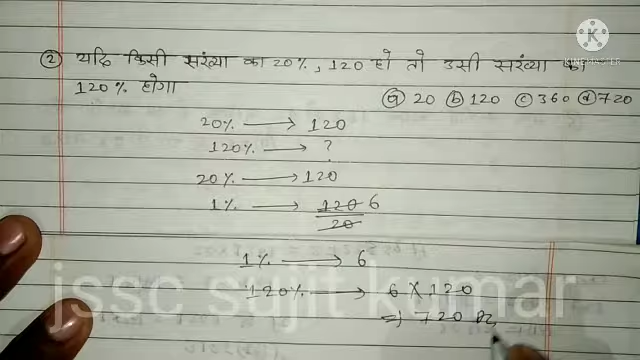 KINEMASTER
② यदि किसी संख्या का 20%, 120 हो तो उसी संख्या का
120% होगा
ⓐ 20 ⓑ 120 ⓒ 360 ⓓ 720
20% → 120
120% → ?
20% → 120
1% → 120 6
20
1% → 6
jssc sujit kumar
120% → 6 × 120
⇒ 720